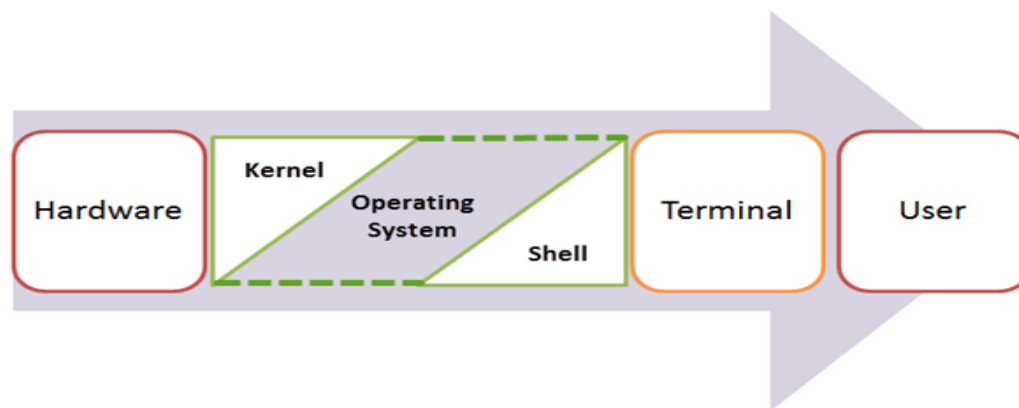 Hardware
Kernel
Operating
System
Shell
Terminal
User